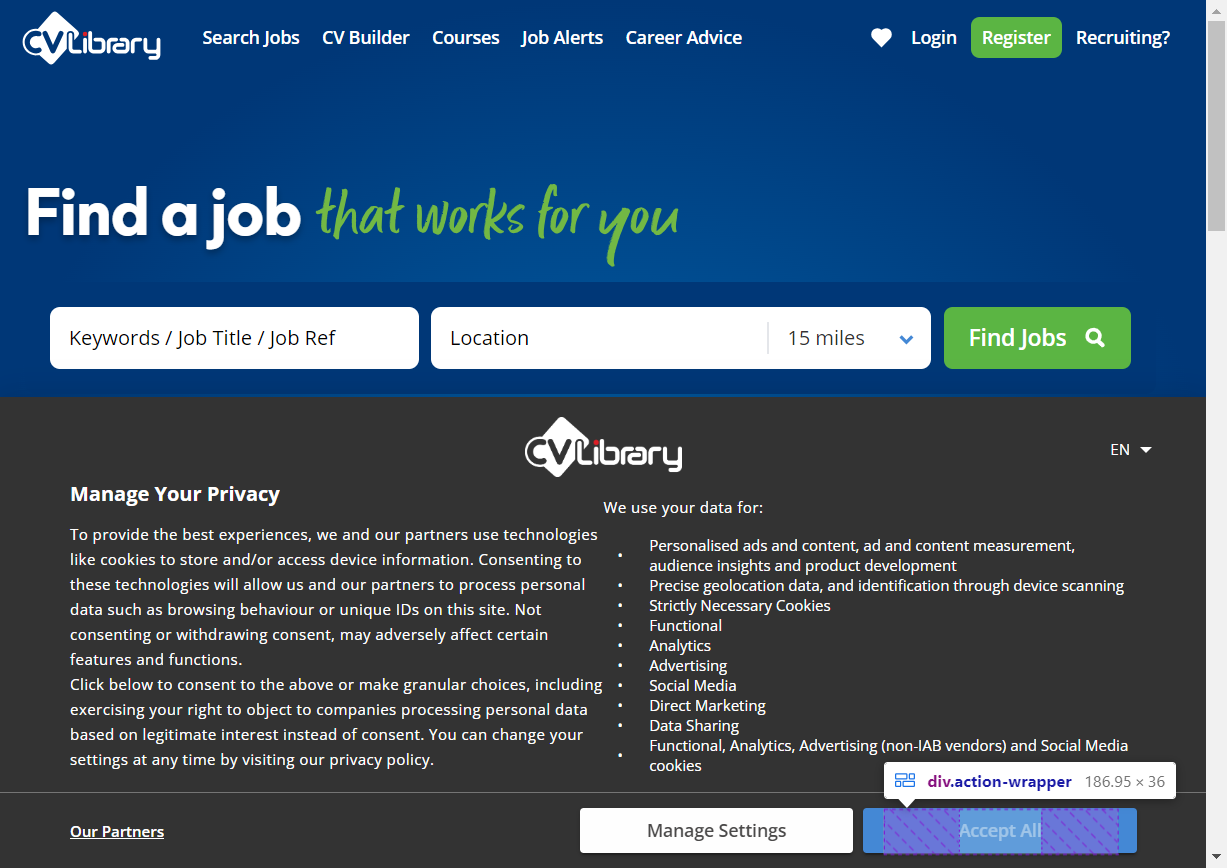 CVLibrary
Search Jobs
CV Builder
Courses
Job Alerts
Career Advice
Login
Register
Recruiting?
Find a job that works for you
Keywords / Job Title / Job Ref
Location
15 miles
Find Jobs
CVLibrary
EN
Manage Your Privacy
To provide the best experiences, we and our partners use technologies
like cookies to store and/or access device information. Consenting to
these technologies will allow us and our partners to process personal
data such as browsing behaviour or unique IDs on this site. Not
consenting or withdrawing consent, may adversely affect certain
features and functions.
Click below to consent to the above or make granular choices, including
exercising your right to object to companies processing personal data
based on legitimate interest instead of consent. You can change your
settings at any time by visiting our privacy policy.
We use your data for:
• Personalised ads and content, ad and content measurement,
audience insights and product development
• Precise geolocation data, and identification through device scanning
• Strictly Necessary Cookies
• Functional
• Analytics
• Advertising
• Social Media
• Direct Marketing
• Data Sharing
• Functional, Analytics, Advertising (non-IAB vendors) and Social Media
cookies
div.action-wrapper 186.95 × 36
Our Partners
Manage Settings
Accept All